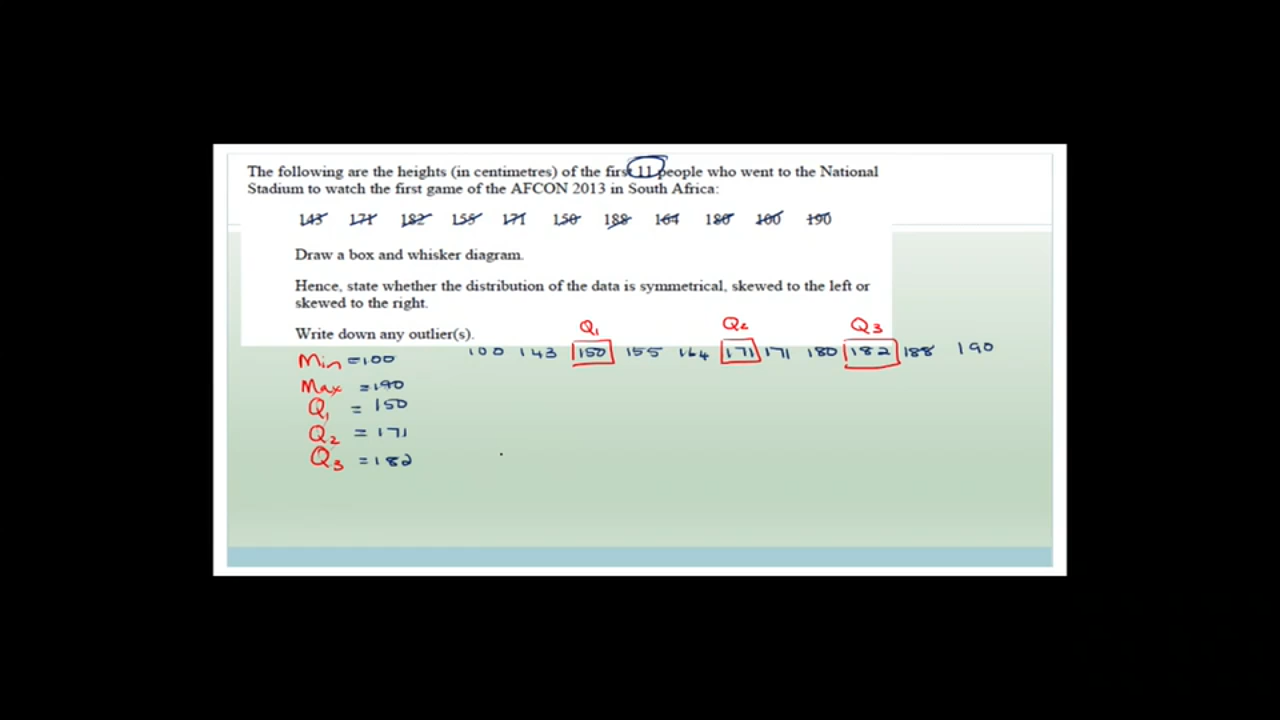 The following are the heights (in centimetres) of the first 11 people who went to the National
Stadium to watch the first game of the AFCON 2013 in South Africa:
143 171 182 155 171 150 188 164 180 100 190
Draw a box and whisker diagram.
Hence, state whether the distribution of the data is symmetrical, skewed to the left or
skewed to the right.
Write down any outlier(s).
Q1 Q2 Q3
100 143 150 155 164 171 171 180 182 188 190
Min = 100
Max = 190
Q1 = 150
Q2 = 171
Q3 = 182